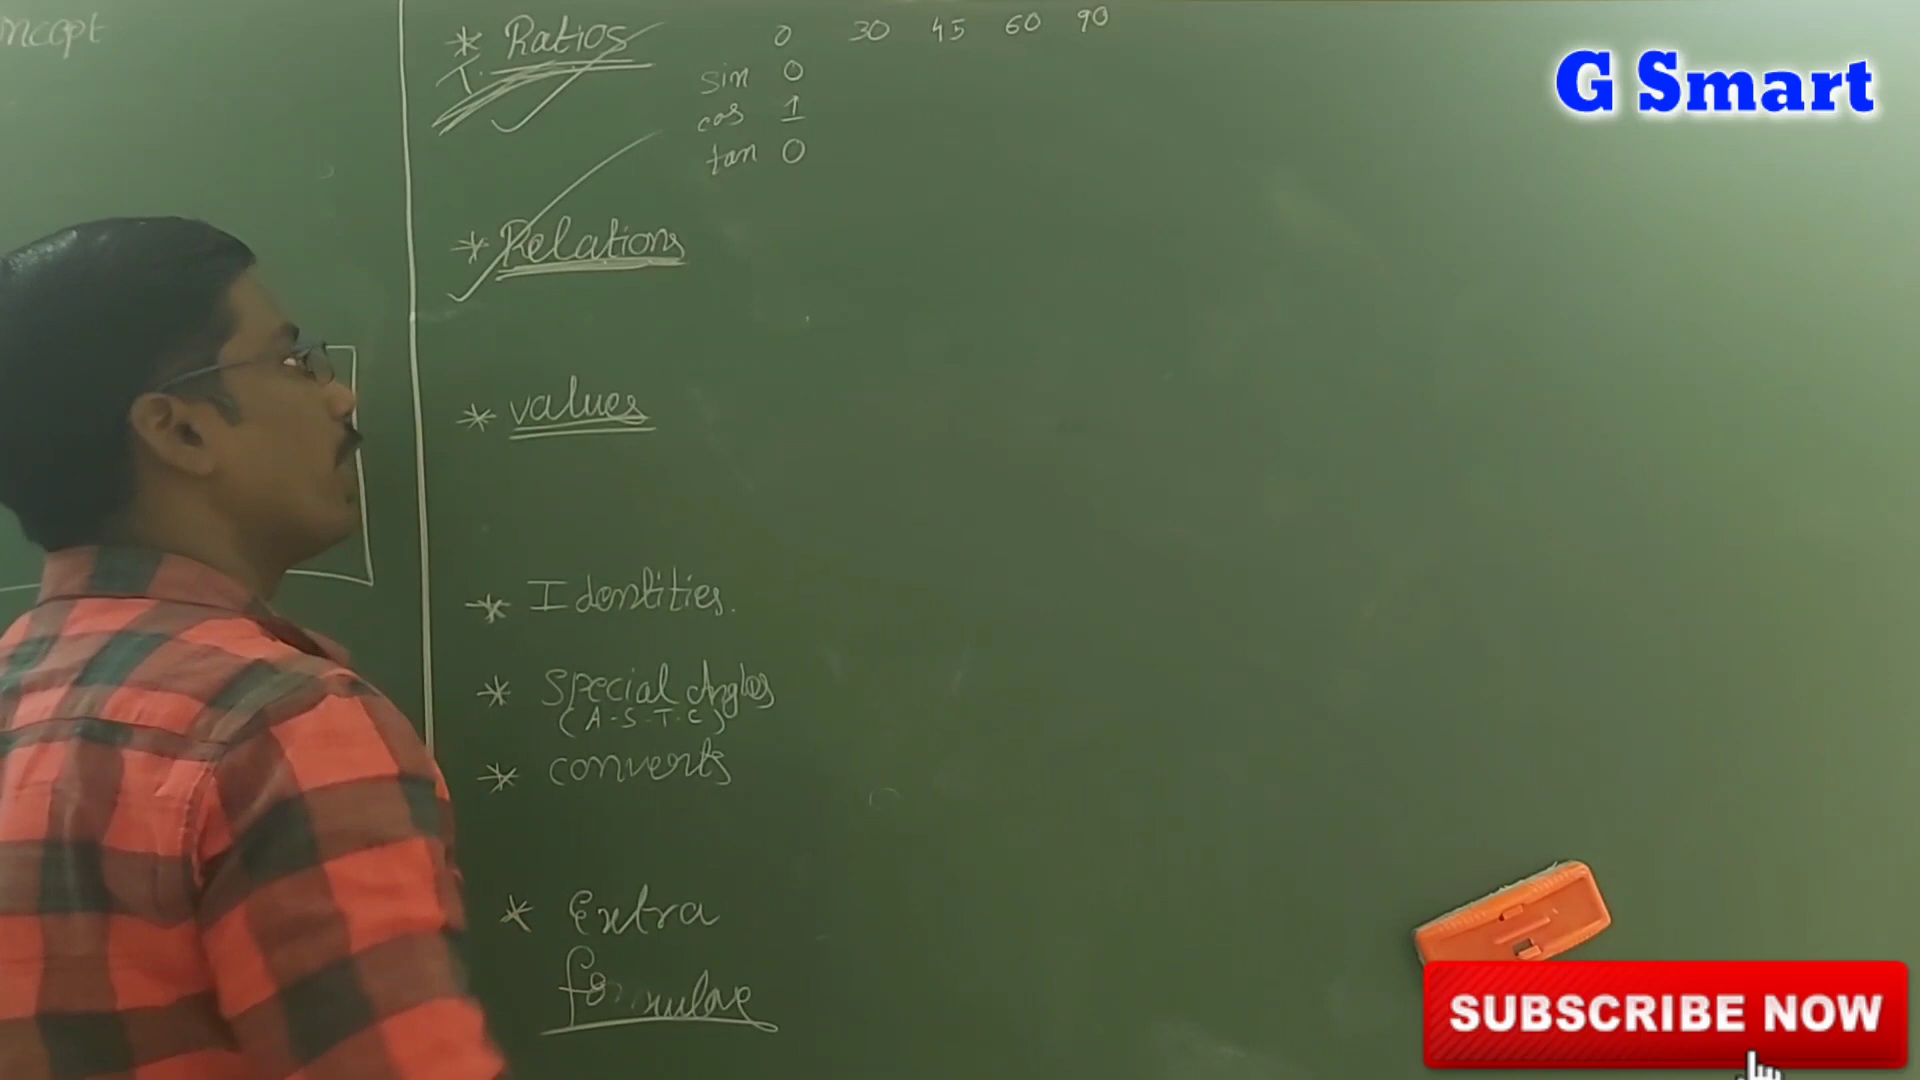 ncept
* Ratios
T.
0 30 45 60 90
sin 0
cos 1
tan 0
* Relations
* values
* Identities.
* Special Angles
(A-S-T-C)
* converts
* Extra
formulae
G Smart
SUBSCRIBE NOW